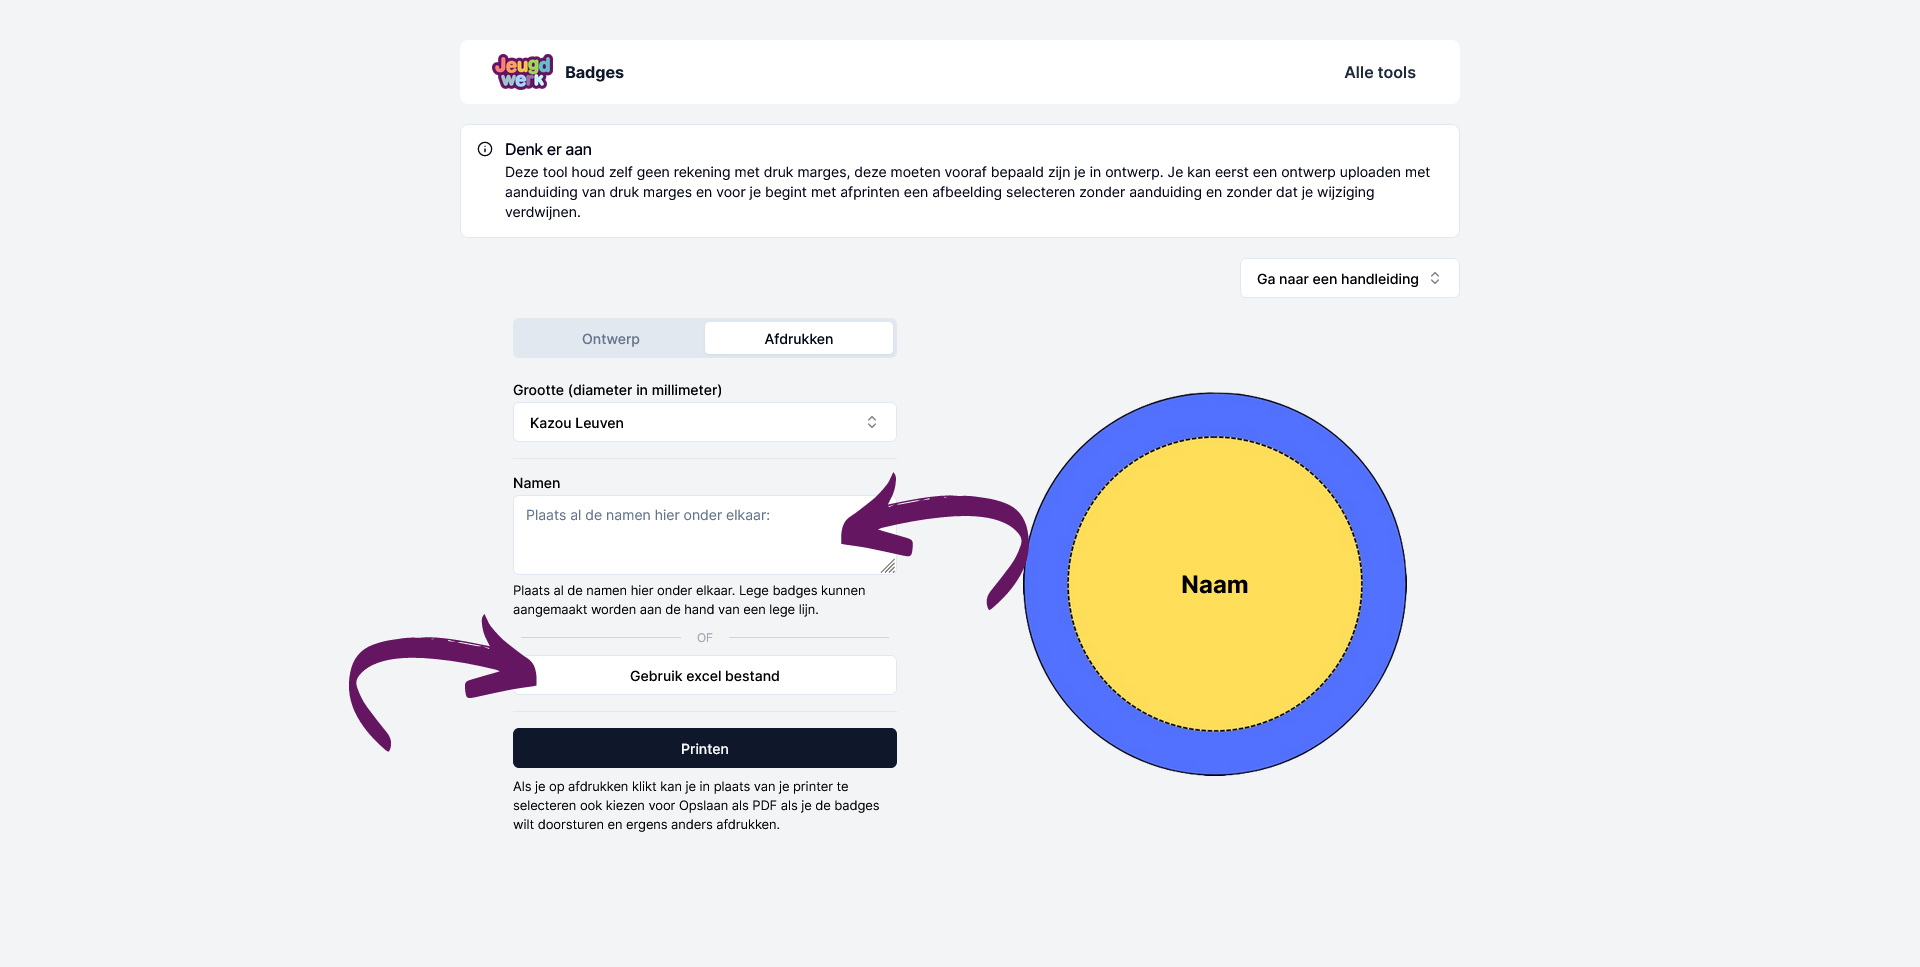 Jeugd
werk
Badges
Alle tools
Denk er aan
Deze tool houd zelf geen rekening met druk marges, deze moeten vooraf bepaald zijn je in ontwerp. Je kan eerst een ontwerp uploaden met
aanduiding van druk marges en voor je begint met afprinten een afbeelding selecteren zonder aanduiding en zonder dat je wijziging
verdwijnen.
Ga naar een handleiding
Ontwerp
Afdrukken
Grootte (diameter in millimeter)
Kazou Leuven
Namen
Plaats al de namen hier onder elkaar:
Plaats al de namen hier onder elkaar. Lege badges kunnen
aangemaakt worden aan de hand van een lege lijn.
OF
Gebruik excel bestand
Printen
Als je op afdrukken klikt kan je in plaats van je printer te
selecteren ook kiezen voor Opslaan als PDF als je de badges
wilt doorsturen en ergens anders afdrukken.
Naam